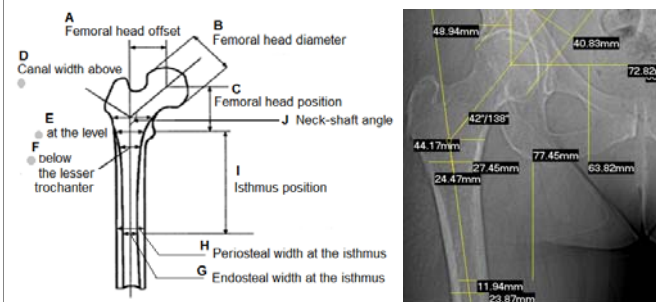 A
Femoral head offset
B
Femoral head diameter
D
Canal width above
C
Femoral head position
J Neck-shaft angle
E
at the level
F
below
the lesser
trochanter
I
Isthmus position
H
Periosteal width at the isthmus
G
Endosteal width at the isthmus
48.94mm
40.83mm
72.82
42°/138°
44.17mm
77.45mm
27.45mm
63.82mm
24.47mm
11.94mm
23.87mm